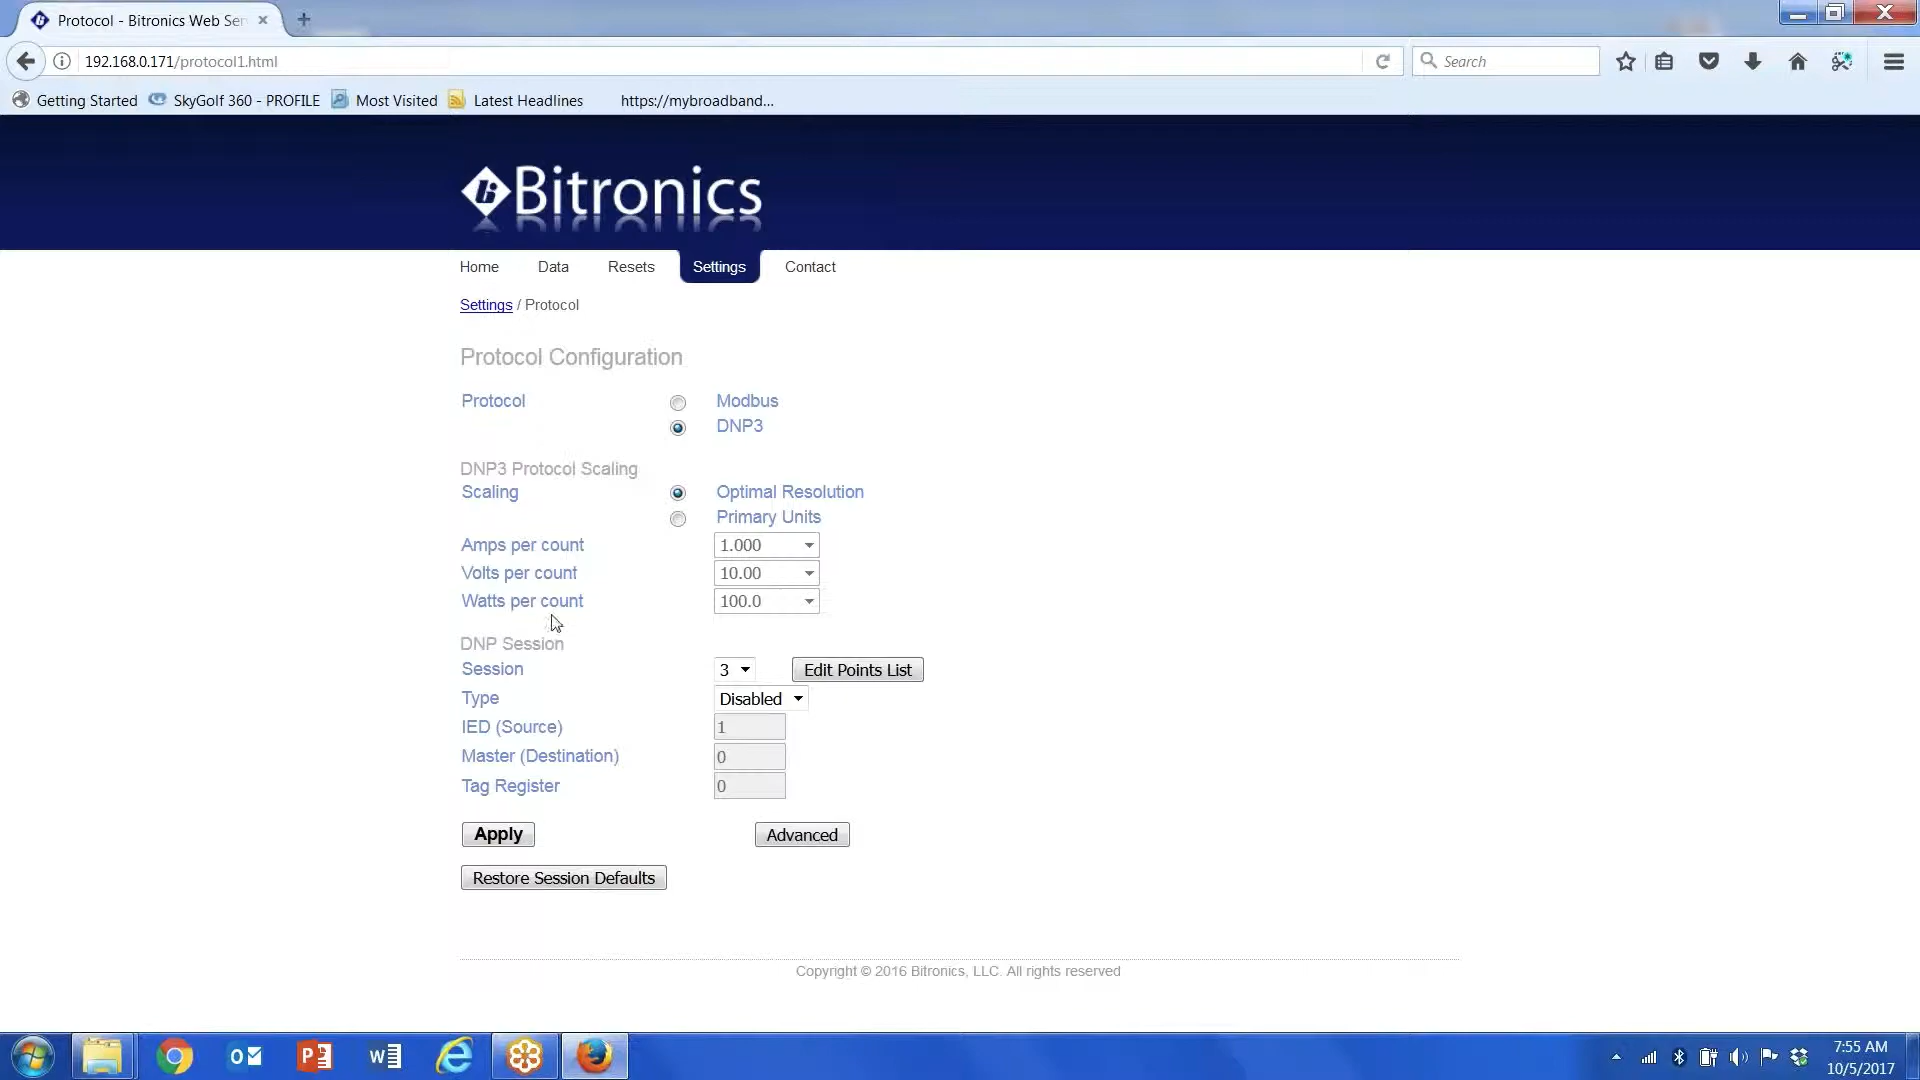 Protocol - Bitronics Web Ser
192.168.0.171/protocol1.html
Search
Getting Started
SkyGolf 360 - PROFILE
Most Visited
Latest Headlines
https://mybroadband...
Bitronics
Home
Data
Resets
Settings
Contact
Settings / Protocol
Protocol Configuration
Protocol
Modbus
DNP3
DNP3 Protocol Scaling
Scaling
Optimal Resolution
Primary Units
Amps per count
1.000
Volts per count
10.00
Watts per count
100.0
DNP Session
Session
3
Edit Points List
Type
Disabled
IED (Source)
1
Master (Destination)
0
Tag Register
0
Apply
Advanced
Restore Session Defaults
Copyright © 2016 Bitronics, LLC. All rights reserved
7:55 AM
10/5/2017